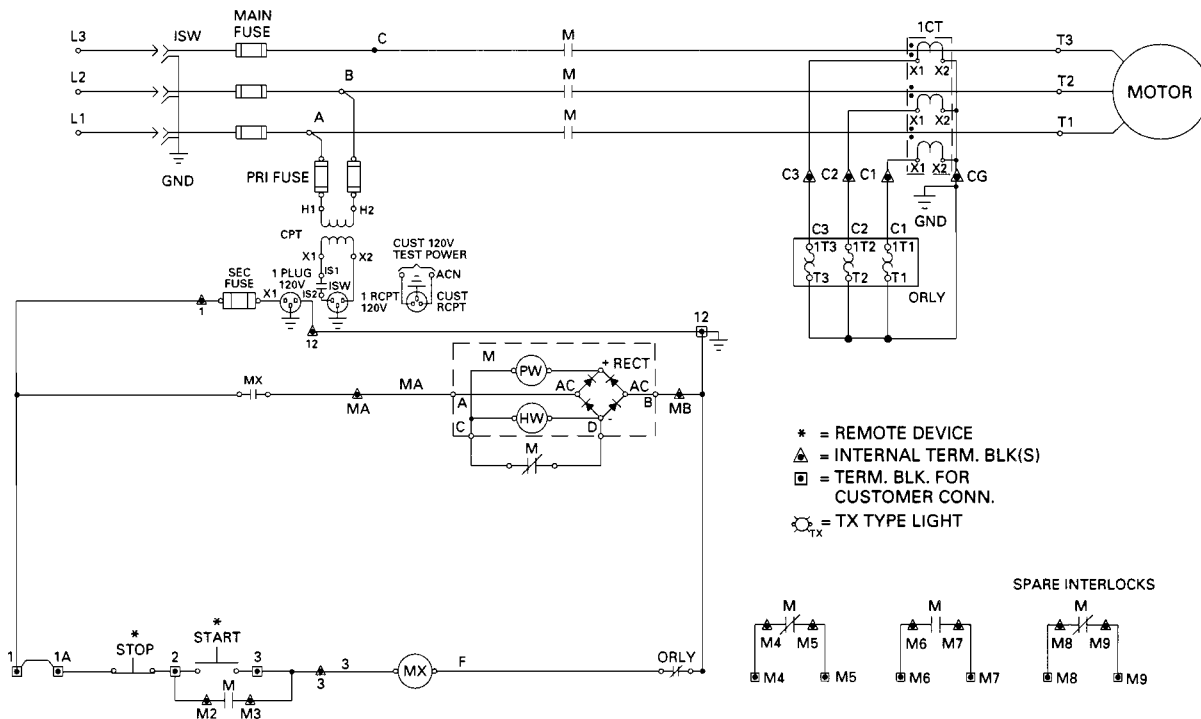 MAIN
FUSE
1CT
L3
ISW
C
M
T3
X1 X2
L2
B
M
T2
MOTOR
X1 X2
L1
A
M
T1
X1 X2
GND
PRI FUSE
C3 C2 C1 CG
H1 H2
GND
CPT
CUST 120V
TEST POWER
C3 C2 C1
1T3 1T2 1T1
X1 X2
SEC
FUSE
1 PLUG
120V
IS1
ACN
T3 T2 T1
X1
IS2
ISW
1 RCPT
120V
CUST
RCPT
ORLY
1
12
12
M
PW
+ RECT
MX
MA
MA
A
AC
AC
B
MB
HW
C
D
-
M
* = REMOTE DEVICE
= INTERNAL TERM. BLK(S)
= TERM. BLK. FOR
CUSTOMER CONN.
TX = TX TYPE LIGHT
SPARE INTERLOCKS
M
M4 M5
M4 M5
M
M6 M7
M6 M7
M
M8 M9
M8 M9
*
STOP
*
START
1
1A
2
3
3
3
MX
F
ORLY
M
M2 M3